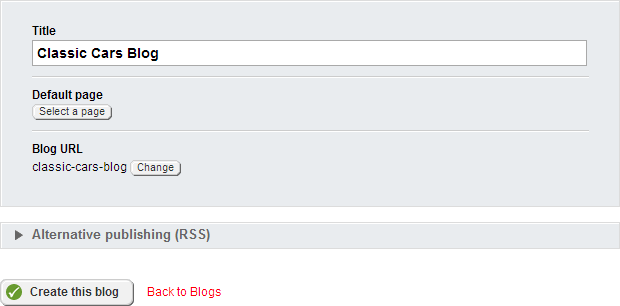 Title
Classic Cars Blog
Default page
Select a page
Blog URL
classic-cars-blog Change
Alternative publishing (RSS)
Create this blog Back to Blogs